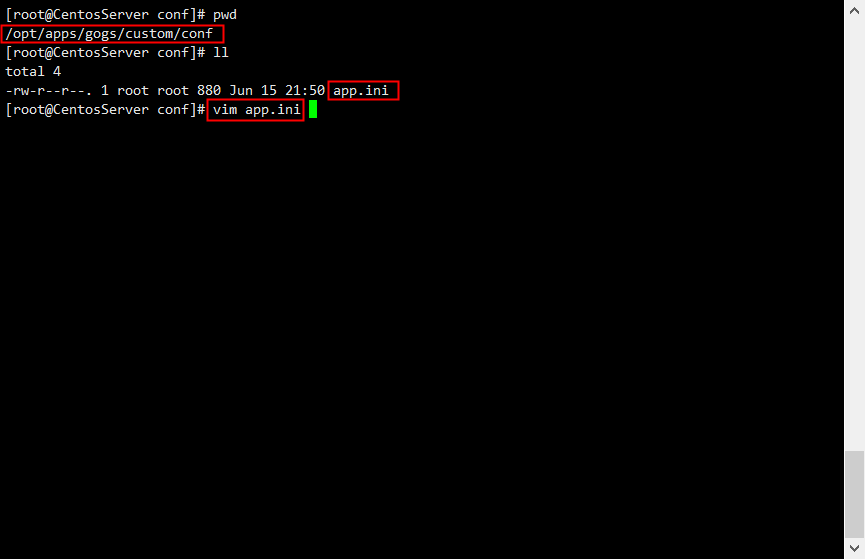 [root@CentosServer conf]# pwd
/opt/apps/gogs/custom/conf
[root@CentosServer conf]# ll
total 4
-rw-r--r--. 1 root root 880 Jun 15 21:50 app.ini
[root@CentosServer conf]# vim app.ini